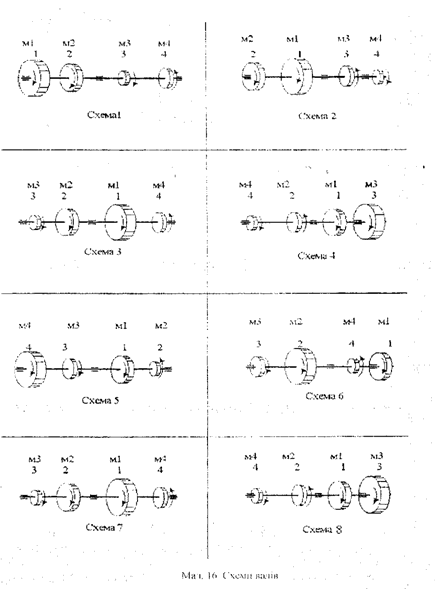 м1 м2 м3 м4
1 2 3 4
Схема1
м2 м1 м3 м4
2 1 3 4
Схема 2
м3 м2 м1 м4
3 2 1 4
Схема 3
м4 м2 м1 м3
4 2 1 3
Схема 4
м4 м3 м1 м2
4 3 1 2
Схема 5
м3 м2 м4 м1
3 2 4 1
Схема 6
м3 м2 м1 м4
3 2 1 4
Схема 7
м4 м2 м1 м3
4 2 1 3
Схема 8
Мал. 16 Схеми валів